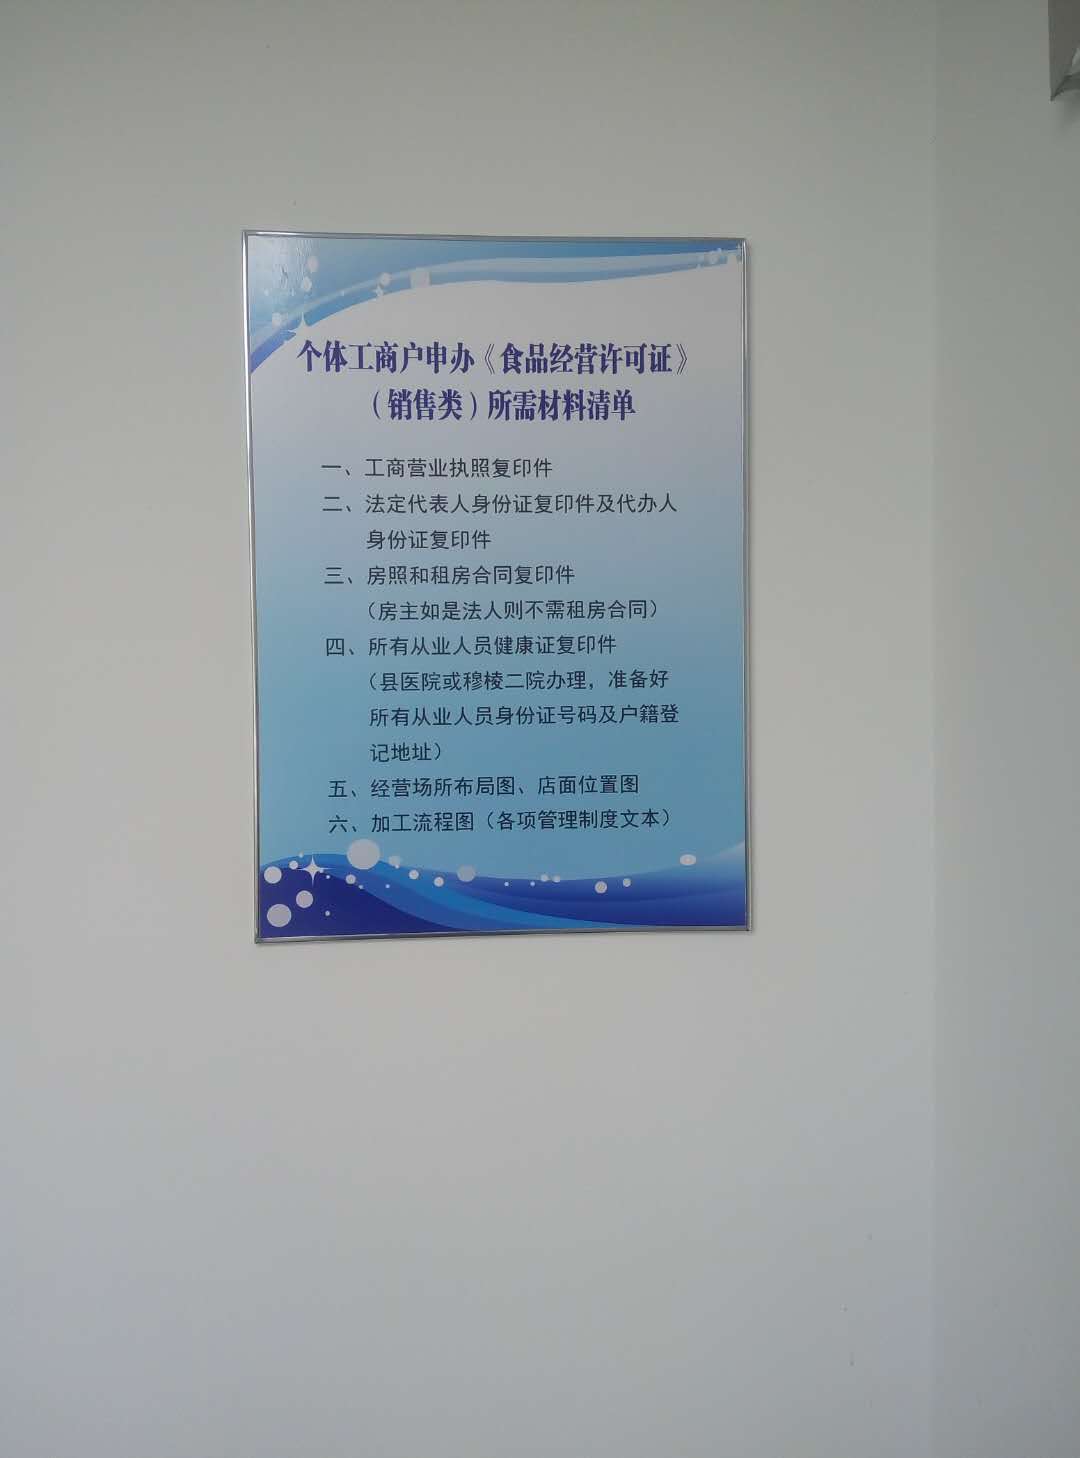 个体工商户申办《食品经营许可证》
（销售类）所需材料清单
一、工商营业执照复印件
二、法定代表人身份证复印件及代办人
身份证复印件
三、房照和租房合同复印件
（房主如是法人则不需租房合同）
四、所有从业人员健康证复印件
（县医院或穆棱二院办理，准备好
所有从业人员身份证号码及户籍登
记地址）
五、经营场所布局图、店面位置图
六、加工流程图（各项管理制度文本）